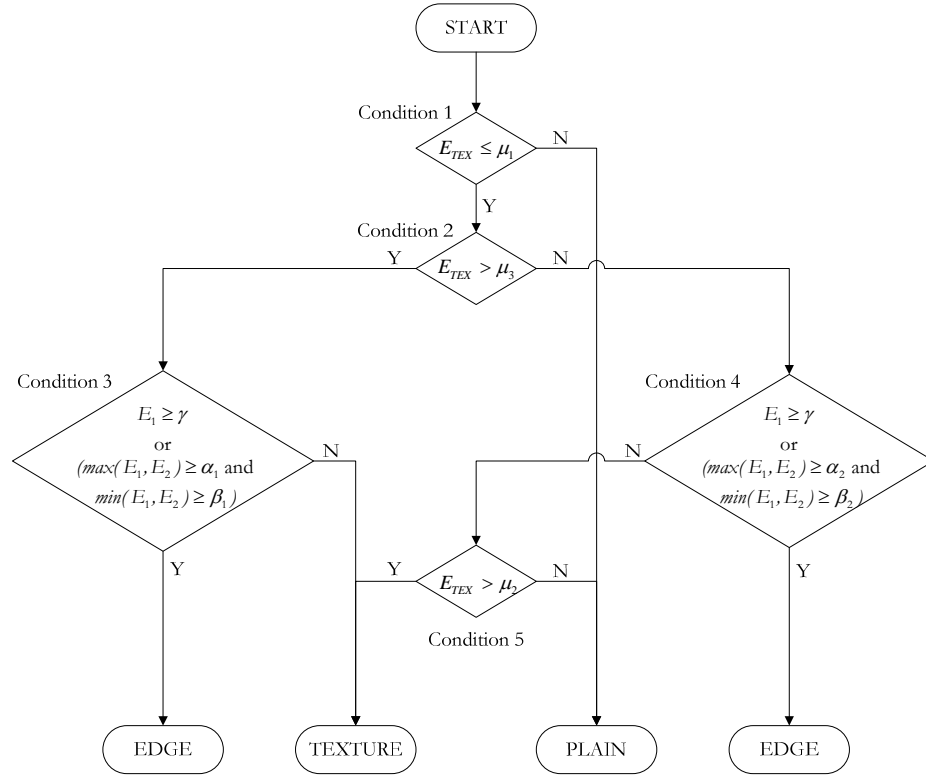 START
Condition 1
N
E_TEX ≤ μ_1
Y
Condition 2
Y
E_TEX > μ_3
N
Condition 3
E_1 ≥ γ
or
(max( E_1 , E_2 ) ≥ α_1 and
min( E_1 , E_2 ) ≥ β_1 )
N
Y
Condition 4
E_1 ≥ γ
or
(max( E_1 , E_2 ) ≥ α_2 and
min( E_1 , E_2 ) ≥ β_2 )
N
Y
Y
E_TEX > μ_2
N
Condition 5
EDGE
TEXTURE
PLAIN
EDGE